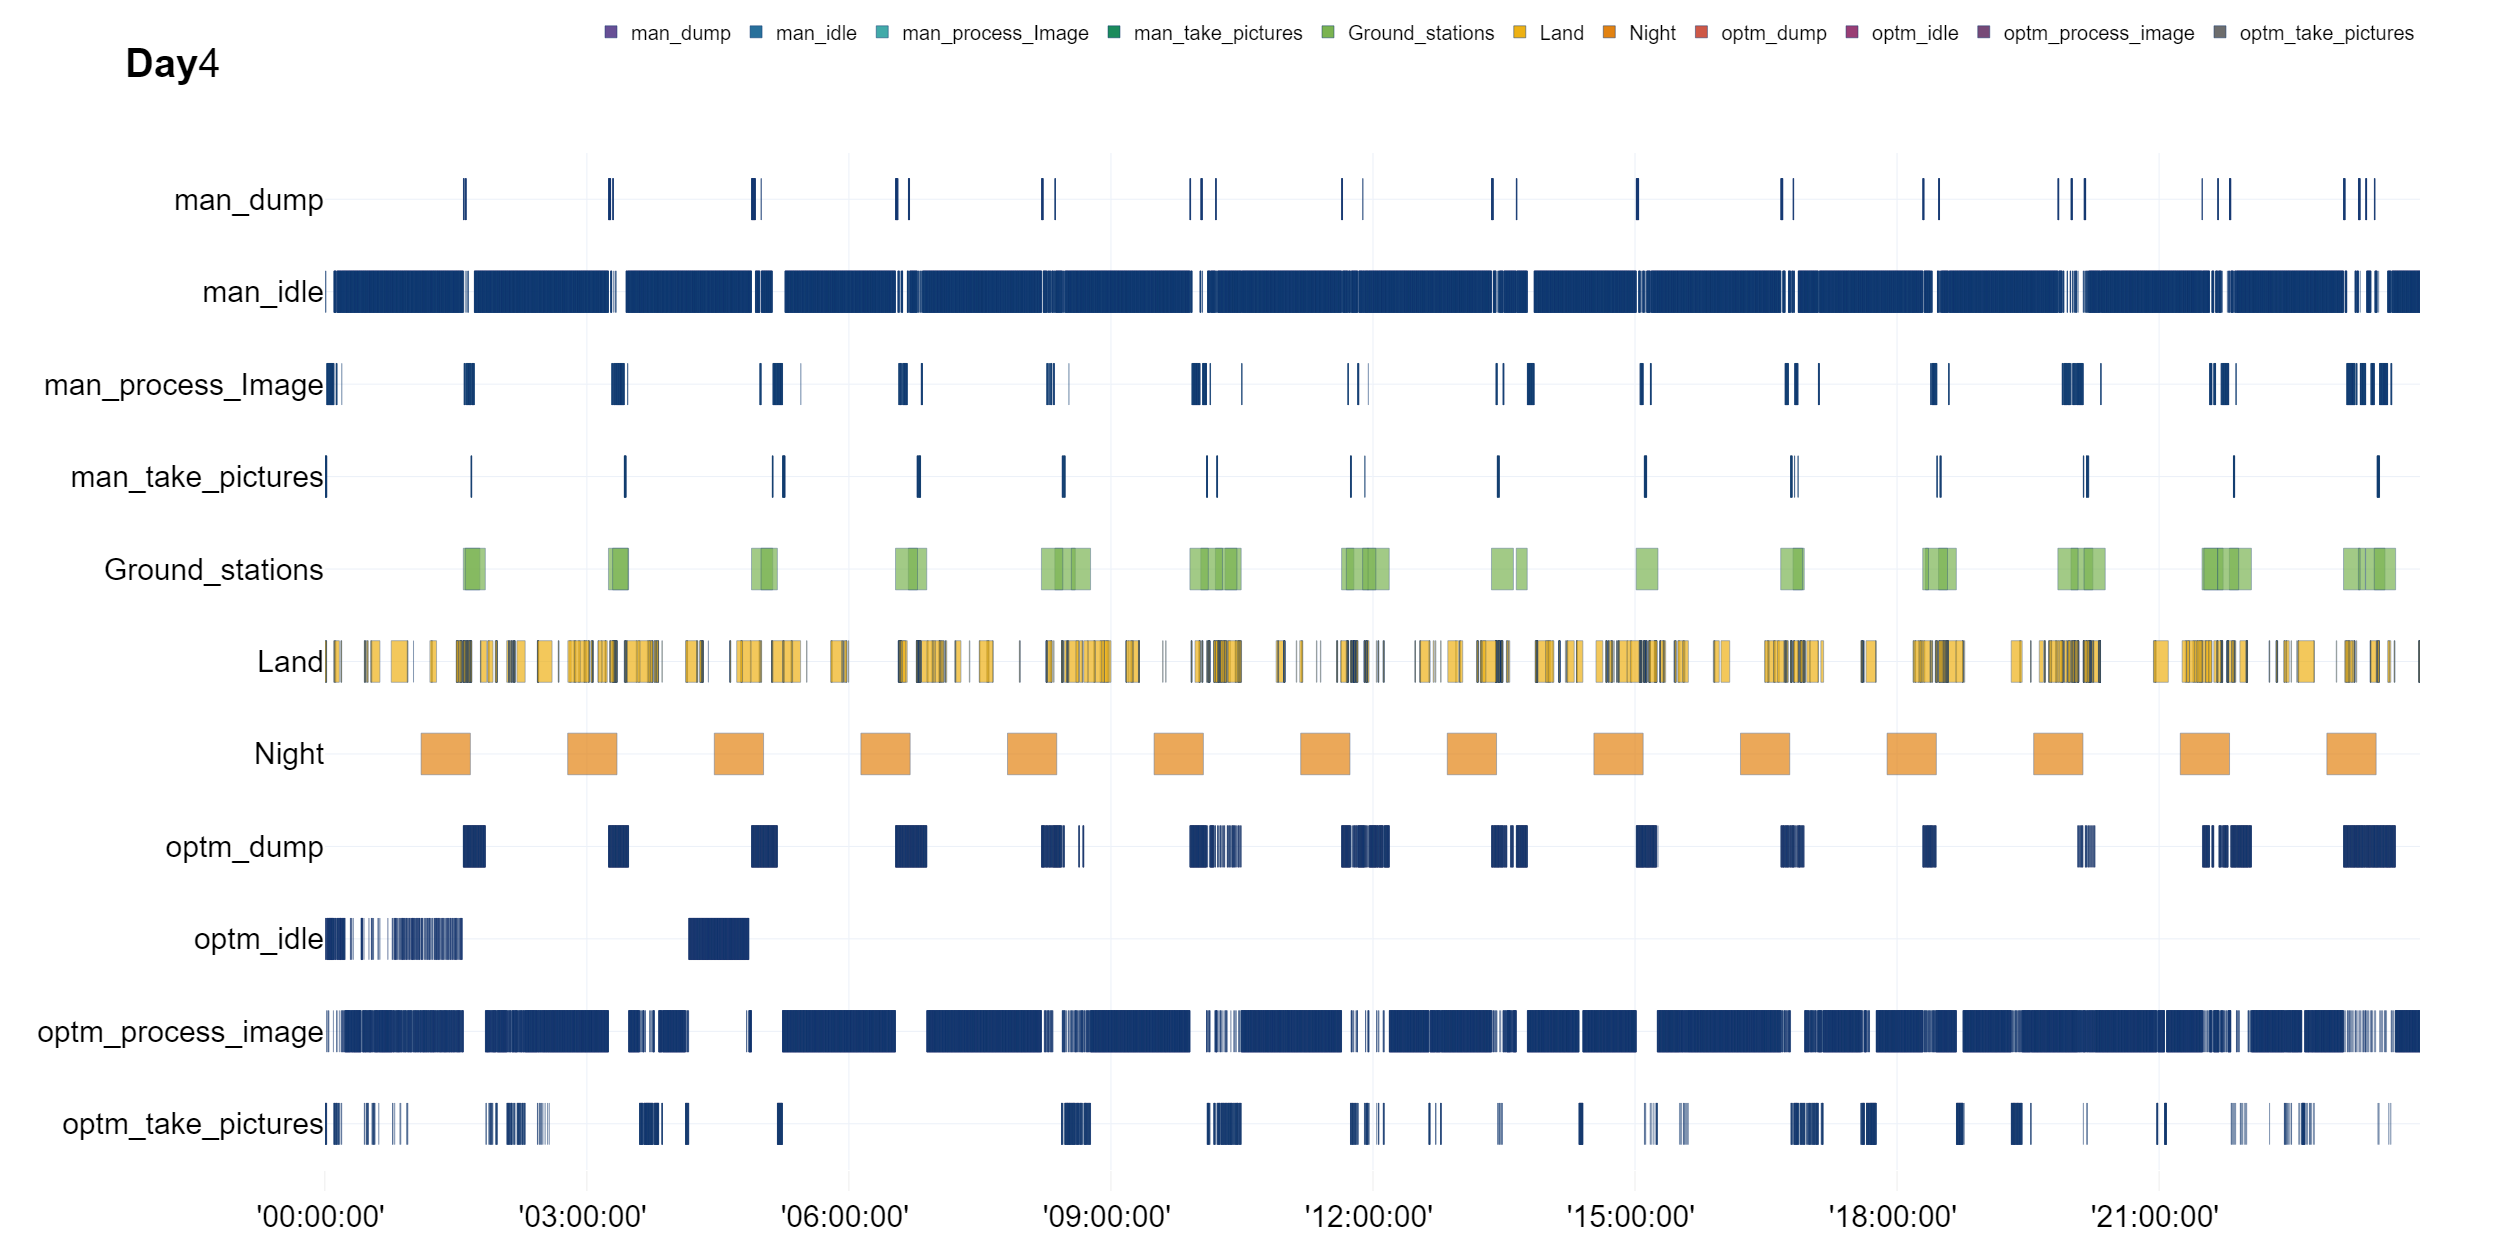 man_dump man_idle man_process_Image man_take_pictures Ground_stations Land Night optm_dump optm_idle optm_process_image optm_take_pictures
Day4
man_dump
man_idle
man_process_Image
man_take_pictures
Ground_stations
Land
Night
optm_dump
optm_idle
optm_process_image
optm_take_pictures
'00:00:00' '03:00:00' '06:00:00' '09:00:00' '12:00:00' '15:00:00' '18:00:00' '21:00:00'